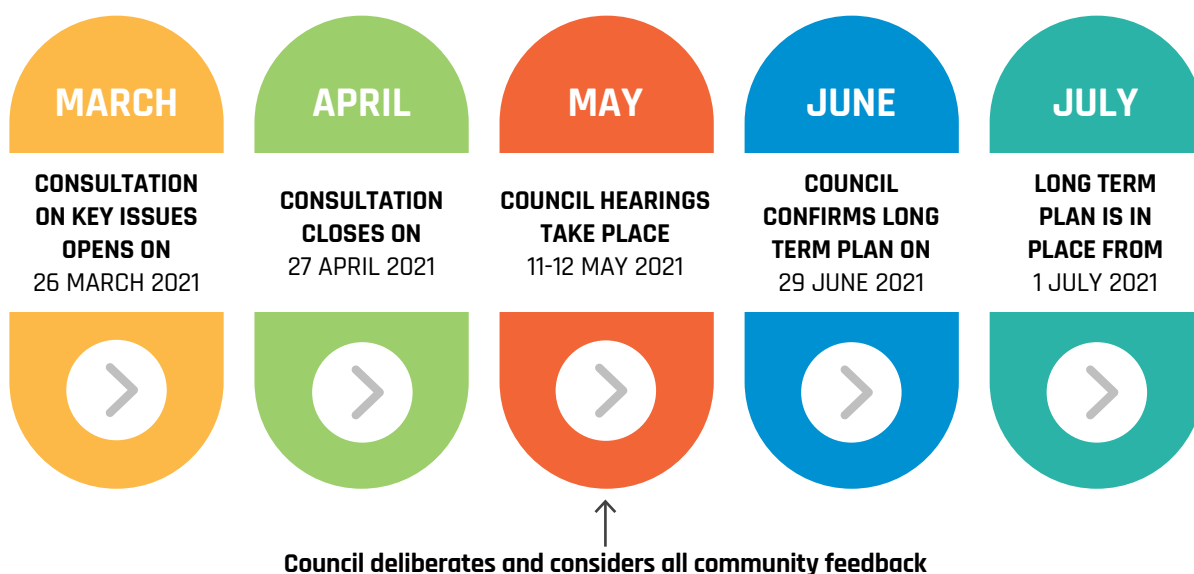 MARCH
CONSULTATION
ON KEY ISSUES
OPENS ON
26 MARCH 2021
APRIL
CONSULTATION
CLOSES ON
27 APRIL 2021
MAY
COUNCIL HEARINGS
TAKE PLACE
11-12 MAY 2021
JUNE
COUNCIL
CONFIRMS LONG
TERM PLAN ON
29 JUNE 2021
JULY
LONG TERM
PLAN IS IN
PLACE FROM
1 JULY 2021
Council deliberates and considers all community feedback